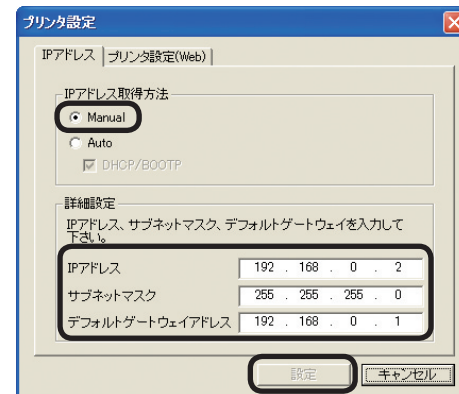 プリンタ設定
IPアドレス プリンタ設定(Web)
IPアドレス取得方法
Manual
Auto
DHCP/BOOTP
詳細設定
IPアドレス、サブネットマスク、デフォルトゲートウェイを入力して
下さい。
IPアドレス 192 . 168 . 0 . 2
サブネットマスク 255 . 255 . 255 . 0
デフォルトゲートウェイアドレス 192 . 168 . 0 . 1
設定 キャンセル